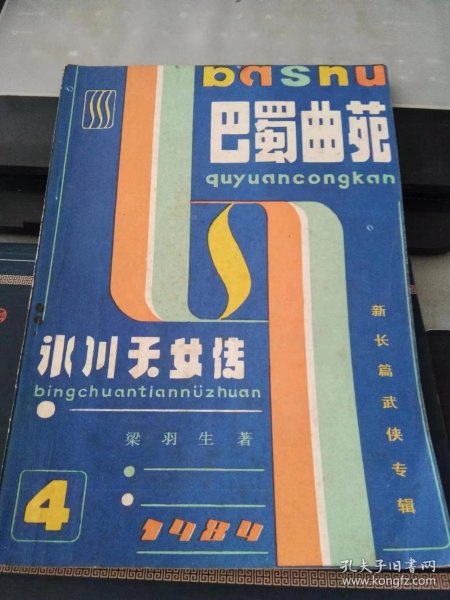 bashu
巴蜀曲苑
quyuancongkan
冰川天女传
bingchuantiannüzhuan
梁羽生著
新长篇武侠专辑
4
1984
孔夫子旧书网
www.kongfz.com